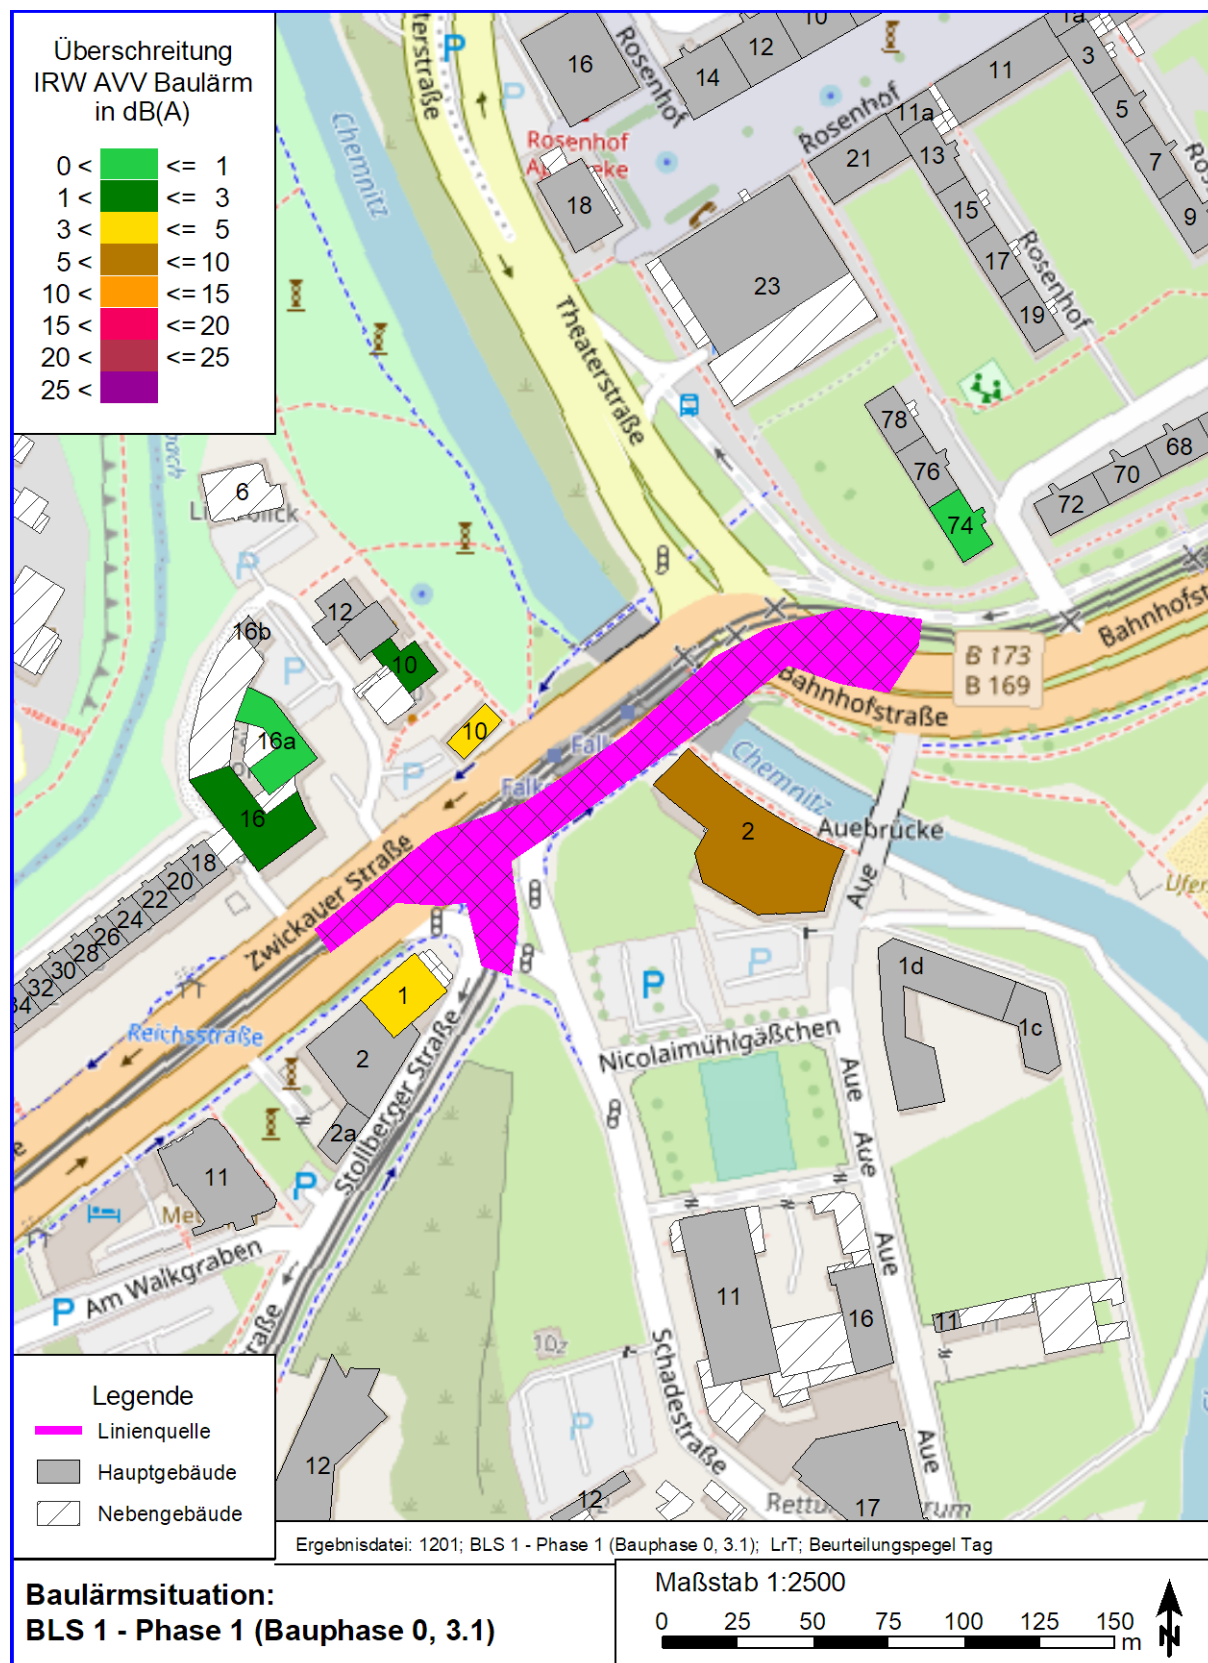 Überschreitung
IRW AVV Baulärm
in dB(A)
0 < <= 1
1 < <= 3
3 < <= 5
5 < <= 10
10 < <= 15
15 < <= 20
20 < <= 25
25 <
P
P
16
Rosenhof
14
12
10
Rosenhof
11
11a
1a
3
5
7
9
Chemnitz
Rosenhof
18
21
13
15
17
19
Rosenhof
23
Theaterstraße
78
76
74
72
70
68
6
P
12
16b
P
10
10
16a
16
P
18
20
22
24
26
28
30
32
34
B 173
B 169
Bahnhofstraße
Chemnitz
Auebrücke
2
Aue
Zwickauer Straße
Reichsstraße
1
2
2a
Stollberger Straße
11
P
P
Am Walkgraben
P
P
Nicolaimühlgäßchen
1d
1c
Aue
Aue
Aue
11
16
11
10z
Schadestraße
P
12
12
17
Aue
Legende
Linienquelle
Hauptgebäude
Nebengebäude
Ergebnisdatei: 1201; BLS 1 - Phase 1 (Bauphase 0, 3.1); LrT; Beurteilungspegel Tag
Baulärmsituation:
BLS 1 - Phase 1 (Bauphase 0, 3.1)
Maßstab 1:2500
0 25 50 75 100 125 150
m
N